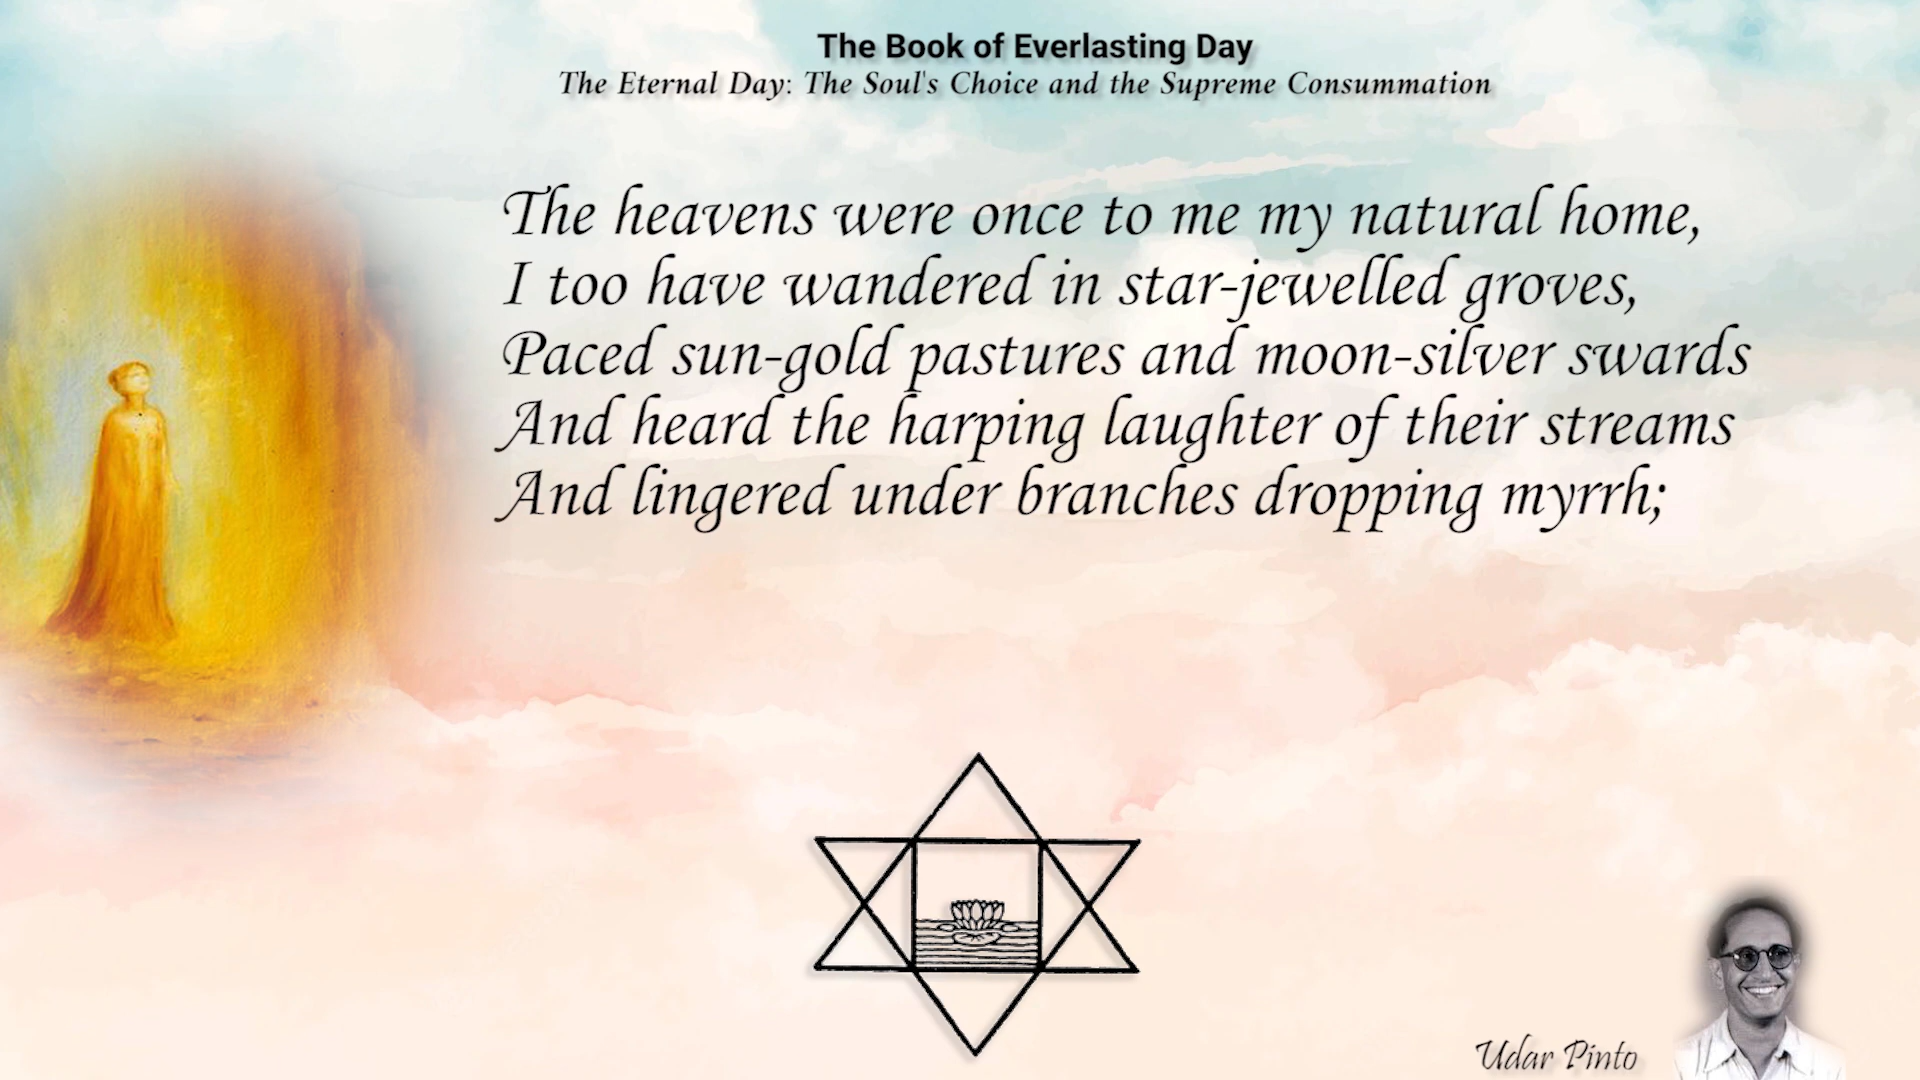 The Book of Everlasting Day
The Eternal Day: The Soul's Choice and the Supreme Consummation
The heavens were once to me my natural home,
I too have wandered in star-jewelled groves,
Paced sun-gold pastures and moon-silver swards
And heard the harping laughter of their streams
And lingered under branches dropping myrrh;
Udar Pinto